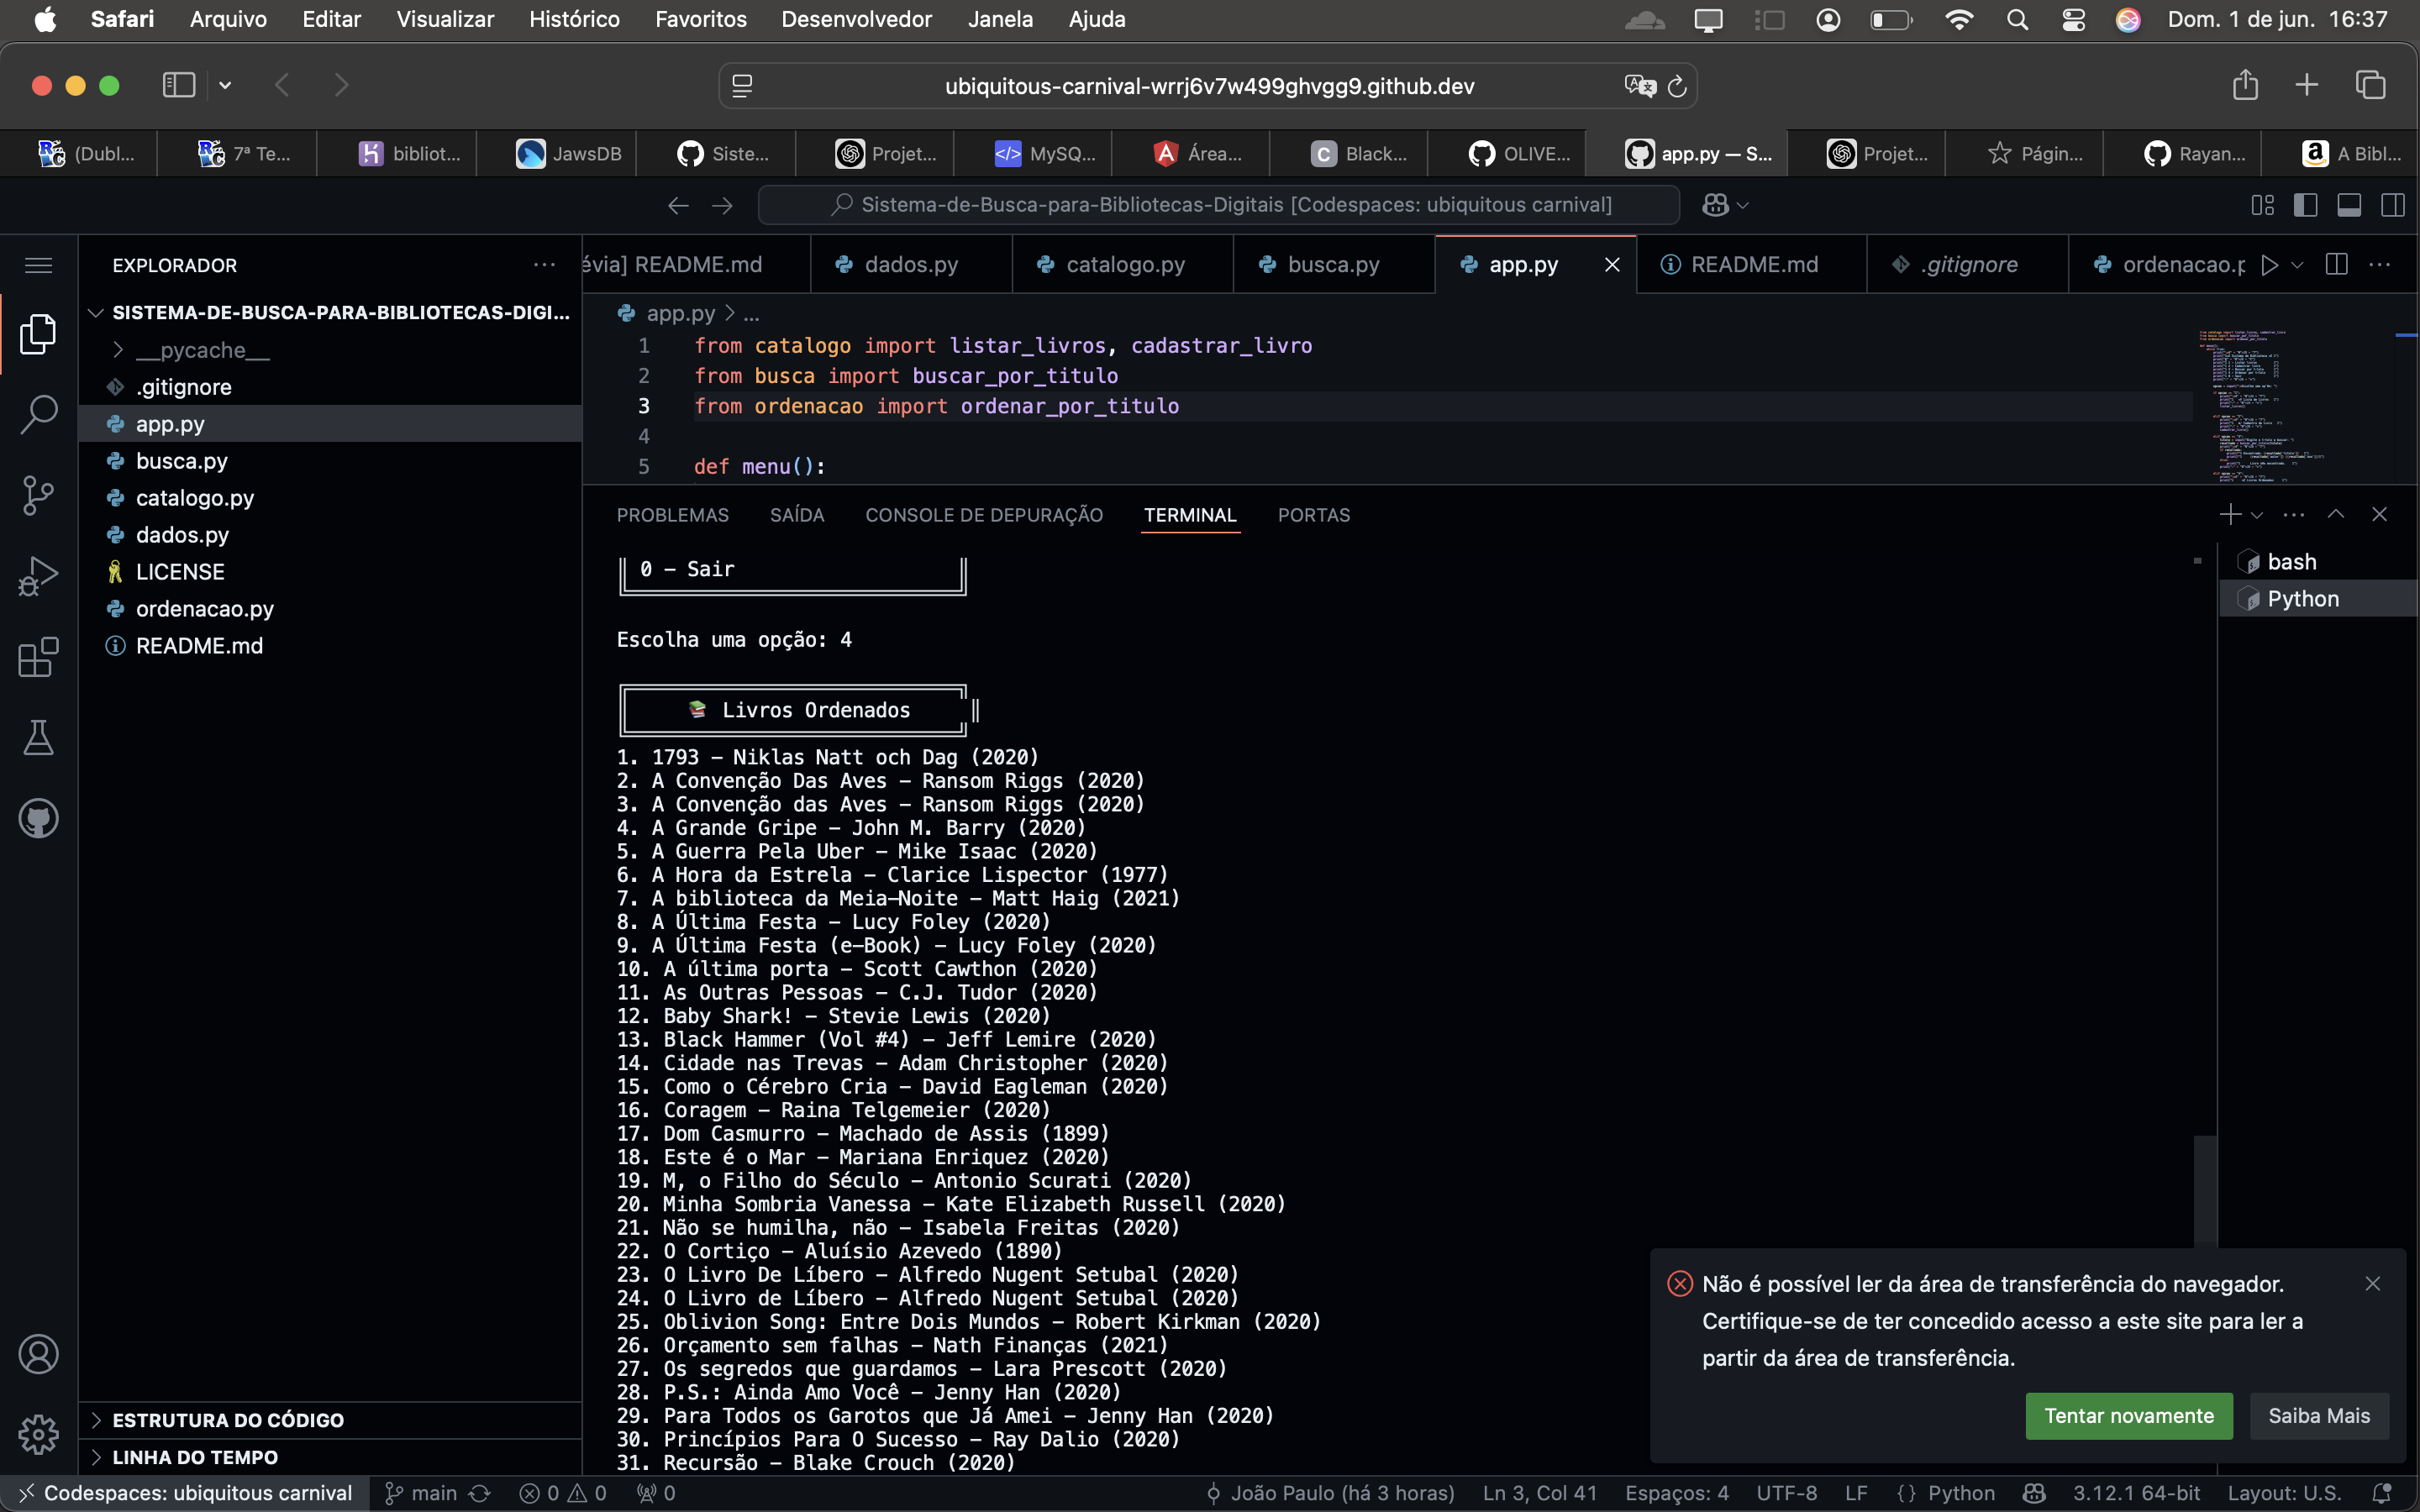 Safari Arquivo Editar Visualizar Histórico Favoritos Desenvolvedor Janela Ajuda Dom. 1 de jun. 16:37
ubiquitous-carnival-wrrj6v7w499ghvgg9.github.dev
(Dubl... 7ª Te... bibliot... JawsDB Siste... Projet... MySQ... Área... Black... OLIVE... app.py — S... Projet... Págin... Rayan... A Bibl...
Sistema-de-Busca-para-Bibliotecas-Digitais [Codespaces: ubiquitous carnival]
EXPLORADOR
évia] README.md dados.py catalogo.py busca.py app.py README.md .gitignore ordenacao.p
SISTEMA-DE-BUSCA-PARA-BIBLIOTECAS-DIGI...
__pycache__
.gitignore
app.py
busca.py
catalogo.py
dados.py
LICENSE
ordenacao.py
README.md
ESTRUTURA DO CÓDIGO
LINHA DO TEMPO
app.py > ...
1 from catalogo import listar_livros, cadastrar_livro
2 from busca import buscar_por_titulo
3 from ordenacao import ordenar_por_titulo
4
5 def menu():
PROBLEMAS SAÍDA CONSOLE DE DEPURAÇÃO TERMINAL PORTAS
bash
Python
0 - Sair
Escolha uma opção: 4
📚 Livros Ordenados
1. 1793 - Niklas Natt och Dag (2020)
2. A Convenção Das Aves - Ransom Riggs (2020)
3. A Convenção das Aves - Ransom Riggs (2020)
4. A Grande Gripe - John M. Barry (2020)
5. A Guerra Pela Uber - Mike Isaac (2020)
6. A Hora da Estrela - Clarice Lispector (1977)
7. A biblioteca da Meia-Noite - Matt Haig (2021)
8. A Última Festa - Lucy Foley (2020)
9. A Última Festa (e-Book) - Lucy Foley (2020)
10. A última porta - Scott Cawthon (2020)
11. As Outras Pessoas - C.J. Tudor (2020)
12. Baby Shark! - Stevie Lewis (2020)
13. Black Hammer (Vol #4) - Jeff Lemire (2020)
14. Cidade nas Trevas - Adam Christopher (2020)
15. Como o Cérebro Cria - David Eagleman (2020)
16. Coragem - Raina Telgemeier (2020)
17. Dom Casmurro - Machado de Assis (1899)
18. Este é o Mar - Mariana Enriquez (2020)
19. M, o Filho do Século - Antonio Scurati (2020)
20. Minha Sombria Vanessa - Kate Elizabeth Russell (2020)
21. Não se humilha, não - Isabela Freitas (2020)
22. O Cortiço - Aluísio Azevedo (1890)
23. O Livro De Líbero - Alfredo Nugent Setubal (2020)
24. O Livro de Líbero - Alfredo Nugent Setubal (2020)
25. Oblivion Song: Entre Dois Mundos - Robert Kirkman (2020)
26. Orçamento sem falhas - Nath Finanças (2021)
27. Os segredos que guardamos - Lara Prescott (2020)
28. P.S.: Ainda Amo Você - Jenny Han (2020)
29. Para Todos os Garotos que Já Amei - Jenny Han (2020)
30. Princípios Para O Sucesso - Ray Dalio (2020)
31. Recursão - Blake Crouch (2020)
Não é possível ler da área de transferência do navegador.
Certifique-se de ter concedido acesso a este site para ler a
partir da área de transferência.
Tentar novamente Saiba Mais
Codespaces: ubiquitous carnival main 0 0 0 João Paulo (há 3 horas) Ln 3, Col 41 Espaços: 4 UTF-8 LF {} Python 3.12.1 64-bit Layout: U.S.